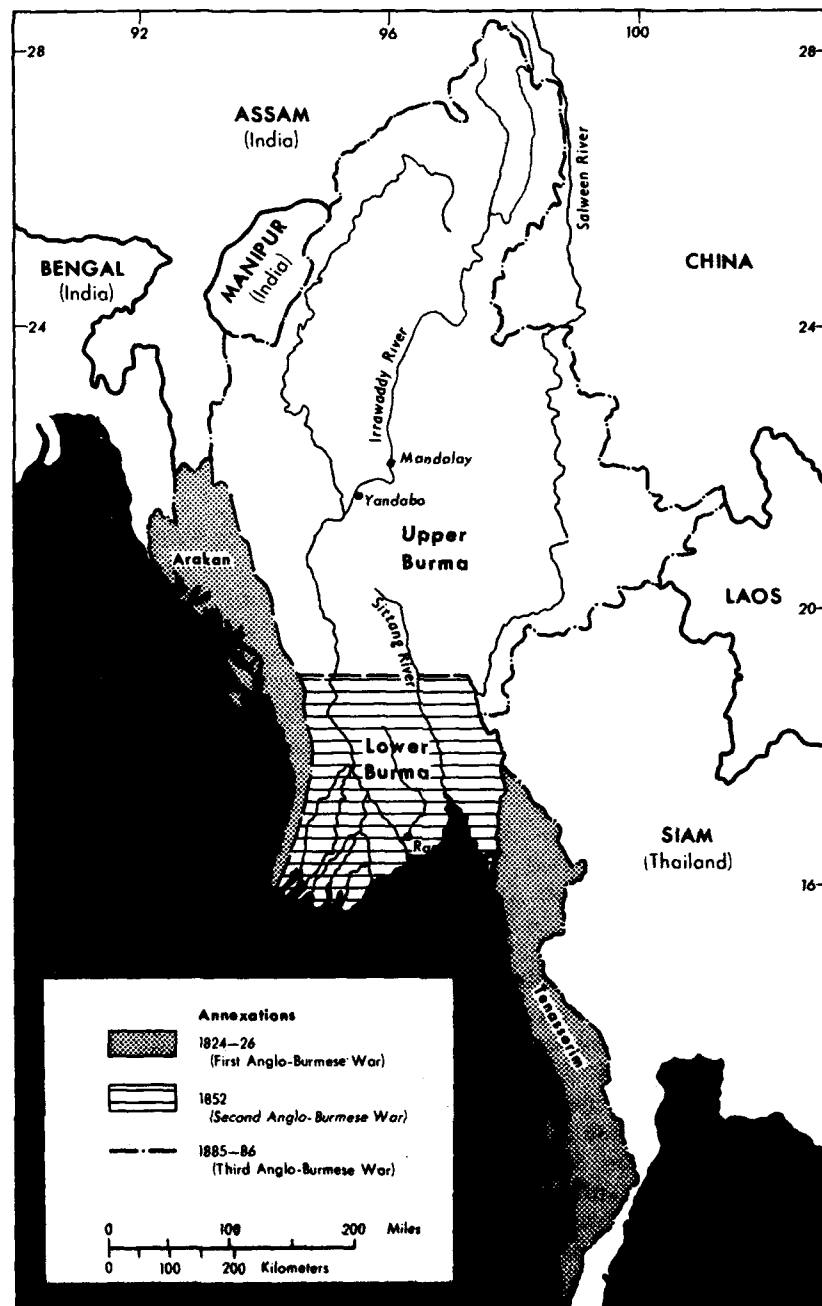 92
96
100
28
28
ASSAM
(India)
Salween River
MANIPUR
(India)
BENGAL
(India)
CHINA
24
24
Irrawaddy River
Mandalay
Yandabo
Upper
Burma
Arakan
LAOS
20
Sittang River
Lower
Burma
SIAM
(Thailand)
16
Tenasserim
Annexations
1824—26
(First Anglo-Burmese War)
1852
(Second Anglo-Burmese War)
1885—86
(Third Anglo-Burmese War)
0 100 200 Miles
0 100 200 Kilometers